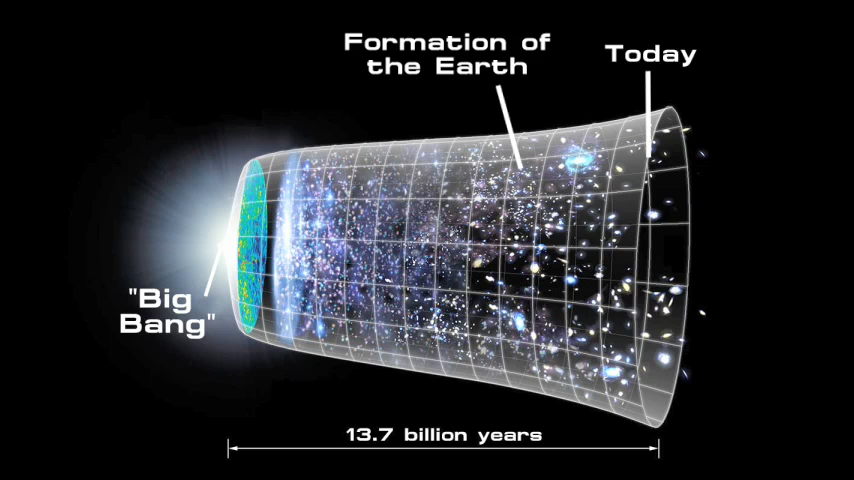 Formation of
the Earth
Today
"Big
Bang"
13.7 billion years